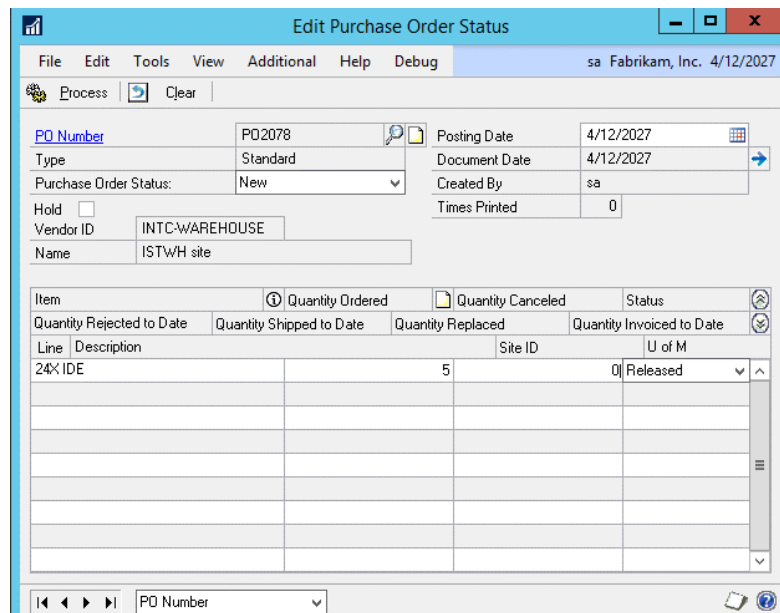 Edit Purchase Order Status
File Edit Tools View Additional Help Debug sa Fabrikam, Inc. 4/12/2027
Process Clear
PO Number PO2078 Posting Date 4/12/2027
Type Standard Document Date 4/12/2027
Purchase Order Status: New Created By sa
Hold Times Printed 0
Vendor ID INTC-WAREHOUSE
Name ISTWH site
Item Quantity Ordered Quantity Canceled Status
Quantity Rejected to Date Quantity Shipped to Date Quantity Replaced Quantity Invoiced to Date
Line Description Site ID U of M
24X IDE 5 0 Released
PO Number